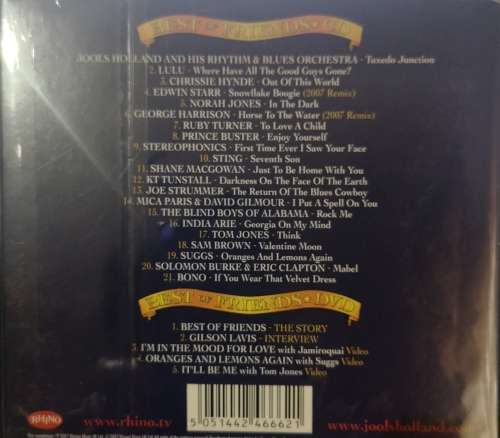 BEST OF FRIENDS · CD
JOOLS HOLLAND AND HIS RHYTHM & BLUES ORCHESTRA · Tuxedo Junction
2. LULU · Where Have All The Good Guys Gone?
3. CHRISSIE HYNDE · Out Of This World
4. EDWIN STARR · Snowflake Boogie (2007 Remix)
5. NORAH JONES · In The Dark
6. GEORGE HARRISON · Horse To The Water (2007 Remix)
7. RUBY TURNER · To Love A Child
8. PRINCE BUSTER · Enjoy Yourself
9. STEREOPHONICS · First Time Ever I Saw Your Face
10. STING · Seventh Son
11. SHANE MACGOWAN · Just To Be Home With You
12. KT TUNSTALL · Darkness On The Face Of The Earth
13. JOE STRUMMER · The Return Of The Blues Cowboy
14. MICA PARIS & DAVID GILMOUR · I Put A Spell On You
15. THE BLIND BOYS OF ALABAMA · Rock Me
16. INDIA ARIE · Georgia On My Mind
17. TOM JONES · Think
18. SAM BROWN · Valentine Moon
19. SUGGS · Oranges And Lemons Again
20. SOLOMON BURKE & ERIC CLAPTON · Mabel
21. BONO · If You Wear That Velvet Dress
BEST OF FRIENDS · DVD
1. BEST OF FRIENDS · THE STORY
2. GILSON LAVIS · INTERVIEW
3. I'M IN THE MOOD FOR LOVE with Jamiroquai Video
4. ORANGES AND LEMONS AGAIN with Suggs Video
5. IT'LL BE ME with Tom Jones Video
RHINO
www.rhino.tv
5 051442 466621
www.joolsholland.com